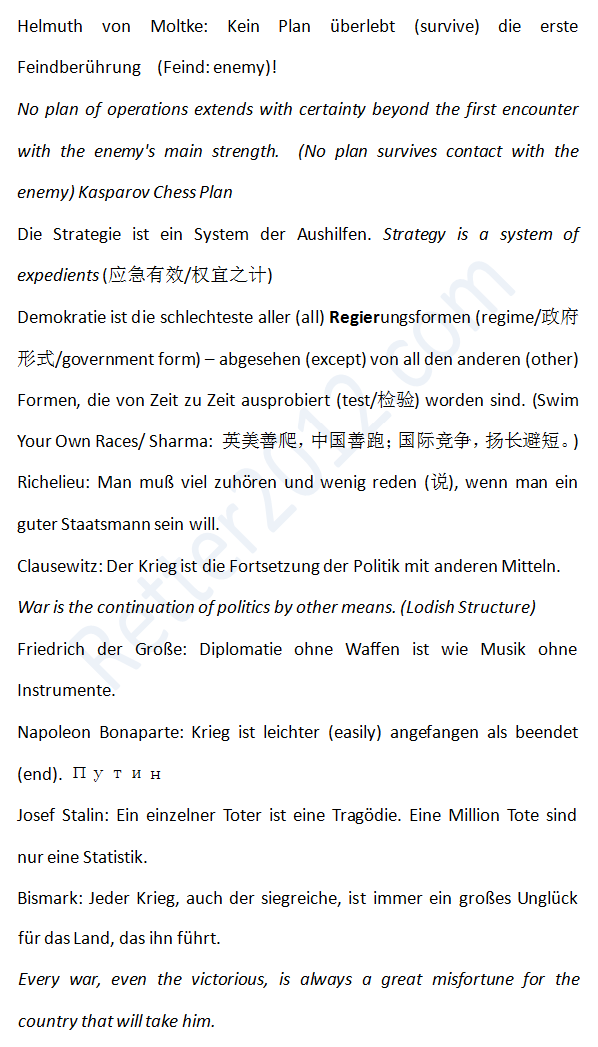 Helmuth von Moltke: Kein Plan überlebt (survive) die erste
Feindberührung (Feind: enemy)!
No plan of operations extends with certainty beyond the first encounter
with the enemy's main strength. (No plan survives contact with the
enemy) Kasparov Chess Plan
Die Strategie ist ein System der Aushilfen. Strategy is a system of
expedients (应急有效/权宜之计)
Demokratie ist die schlechteste aller (all) Regierungsformen (regime/政府
形式/government form) – abgesehen (except) von all den anderen (other)
Formen, die von Zeit zu Zeit ausprobiert (test/检验) worden sind. (Swim
Your Own Races/ Sharma: 英美善爬，中国善跑；国际竞争，扬长避短。)
Richelieu: Man muß viel zuhören und wenig reden (说), wenn man ein
guter Staatsmann sein will.
Clausewitz: Der Krieg ist die Fortsetzung der Politik mit anderen Mitteln.
War is the continuation of politics by other means. (Lodish Structure)
Friedrich der Große: Diplomatie ohne Waffen ist wie Musik ohne
Instrumente.
Napoleon Bonaparte: Krieg ist leichter (easily) angefangen als beendet
(end). Путин
Josef Stalin: Ein einzelner Toter ist eine Tragödie. Eine Million Tote sind
nur eine Statistik.
Bismark: Jeder Krieg, auch der siegreiche, ist immer ein großes Unglück
für das Land, das ihn führt.
Every war, even the victorious, is always a great misfortune for the
country that will take him.
Retter2012.com